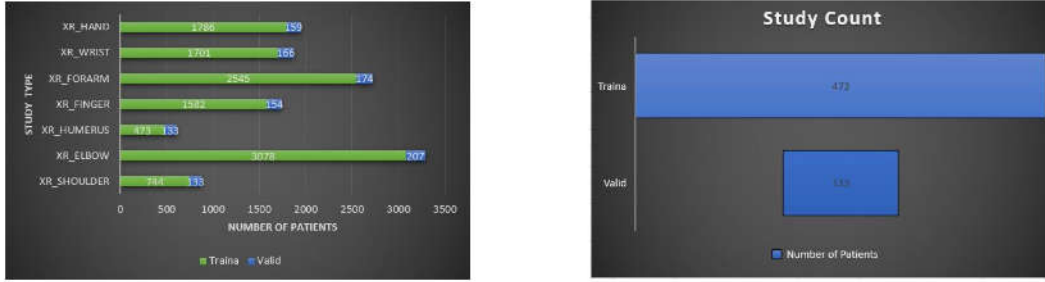 XR_HAND 1786 159
XR_WRIST 1701 166
XR_FORARM 2545 174
XR_FINGER 1582 154
XR_HUMERUS 473 133
XR_ELBOW 3078 207
XR_SHOULDER 744 133
STUDY TYPE
0 500 1000 1500 2000 2500 3000 3500
NUMBER OF PATIENTS
Traina Valid
Study Count
Traina 472
Valid 133
Number of Patients